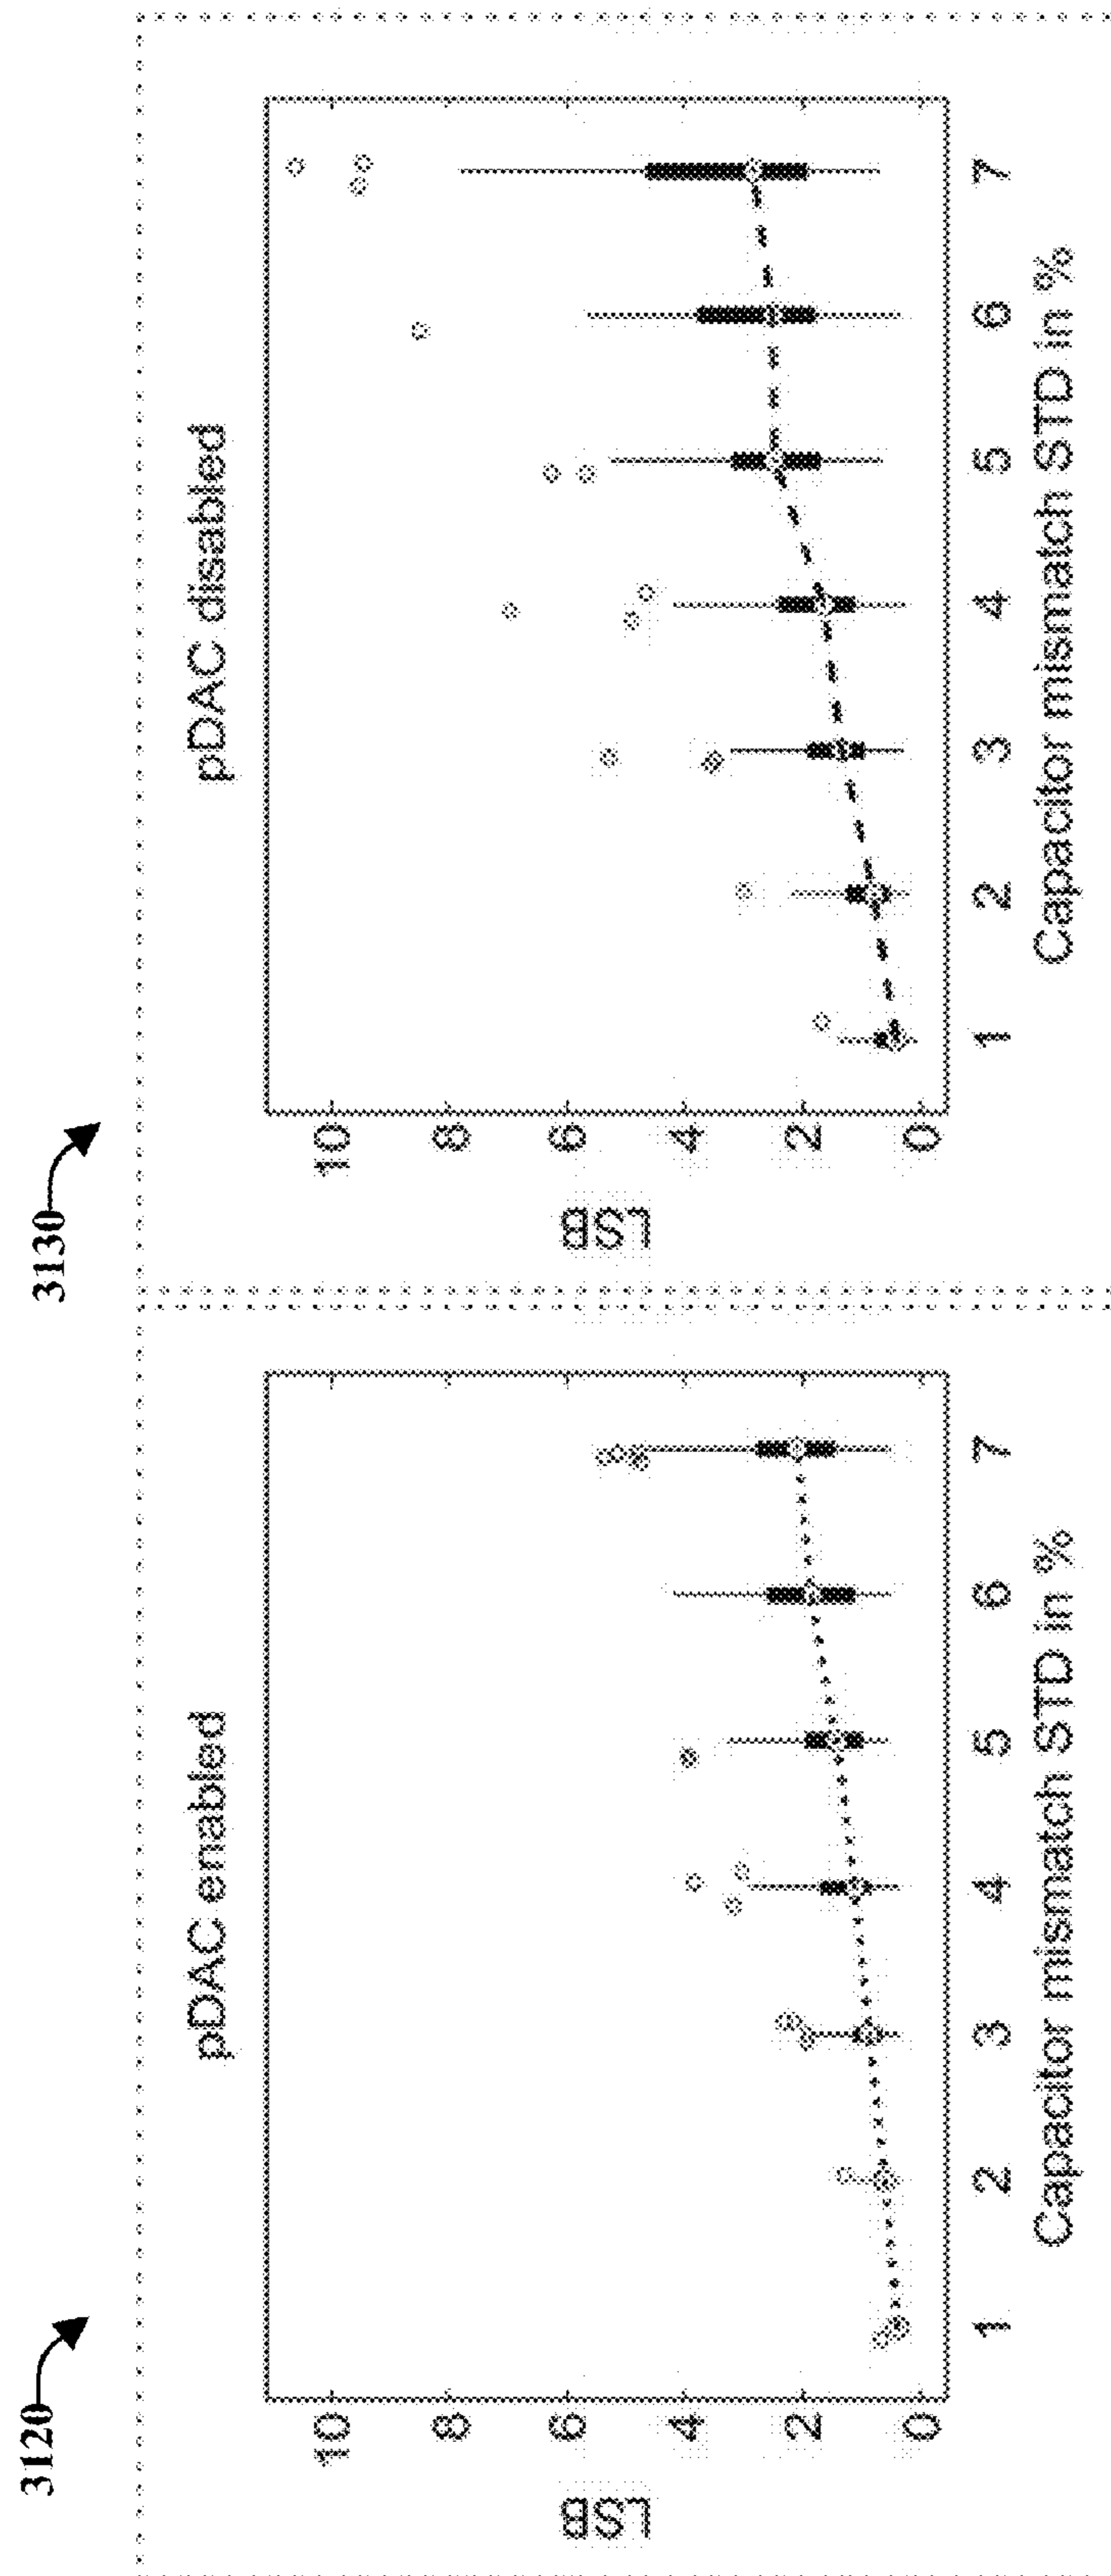 3120
pDAC enabled
LSB
10
8
6
4
2
0
1 2 3 4 5 6 7
Capacitor mismatch STD in %
3130
pDAC disabled
LSB
10
8
6
4
2
0
1 2 3 4 5 6 7
Capacitor mismatch STD in %